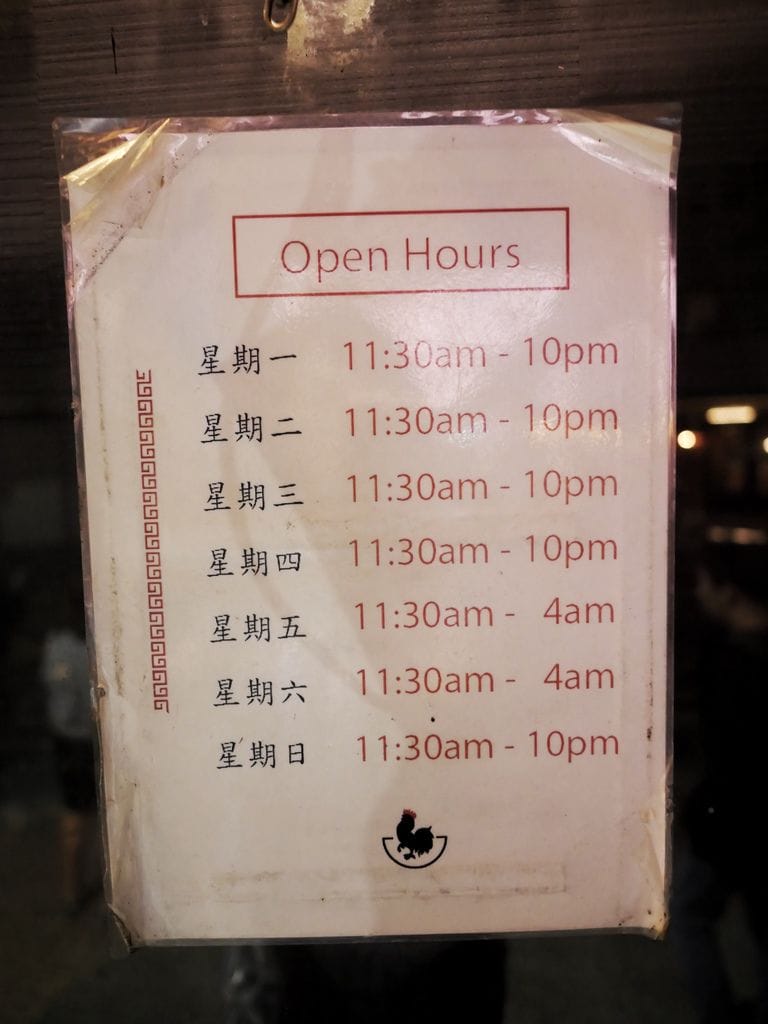 Open Hours
星期一 11:30am - 10pm
星期二 11:30am - 10pm
星期三 11:30am - 10pm
星期四 11:30am - 10pm
星期五 11:30am - 4am
星期六 11:30am - 4am
星期日 11:30am - 10pm